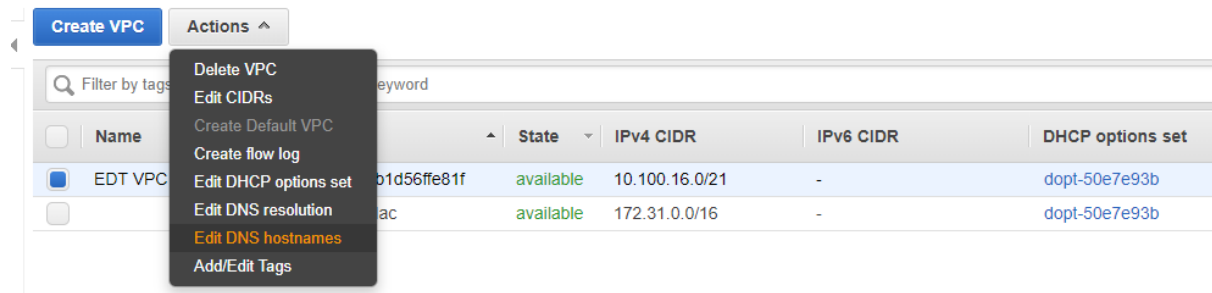 Create VPC Actions
Delete VPC
Filter by tags eyword
Edit CIDRs
Create Default VPC
Name State IPv4 CIDR IPv6 CIDR DHCP options set
Create flow log
EDT VPC Edit DHCP options set b1d56ffe81f available 10.100.16.0/21 - dopt-50e7e93b
Edit DNS resolution available 172.31.0.0/16 - dopt-50e7e93b
Edit DNS hostnames
Add/Edit Tags